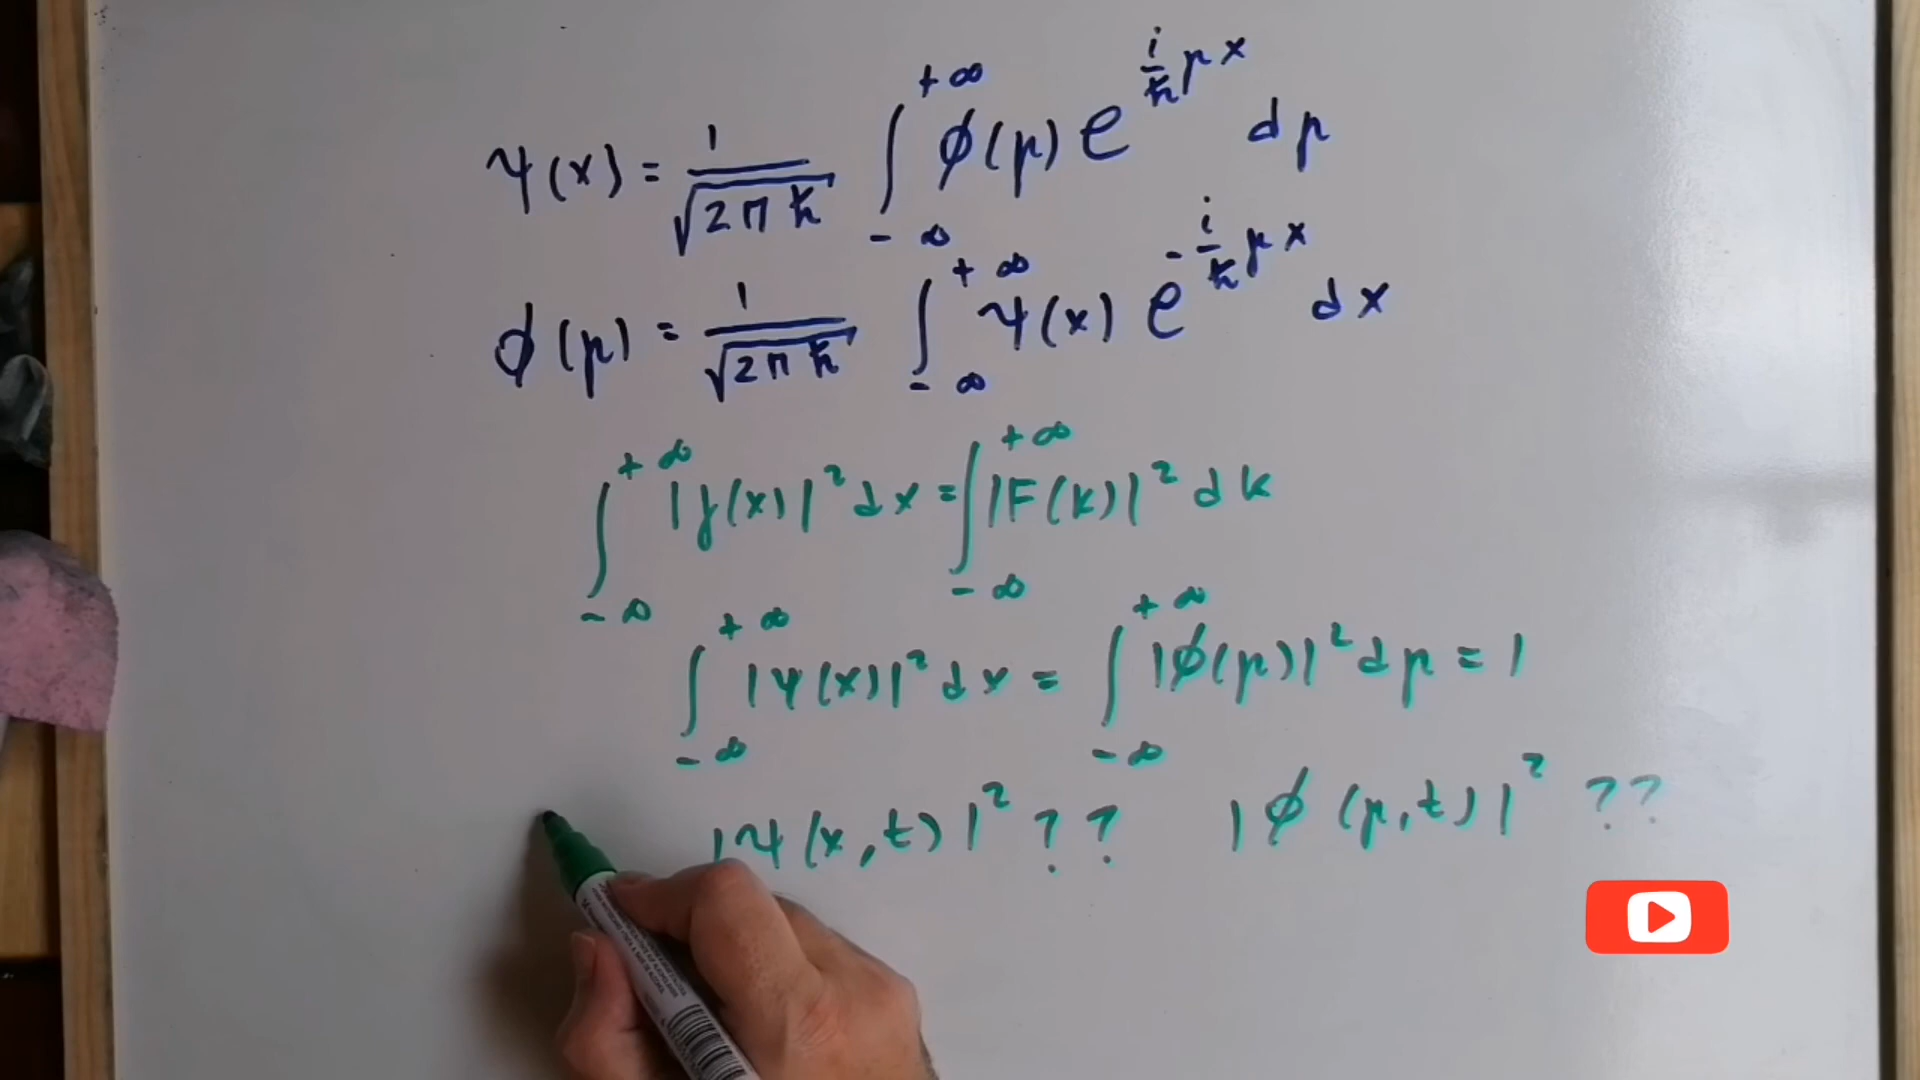 ψ(x) = 1/√(2πħ) ∫_{-∞}^{+∞} ϕ(p) e^{i/ħ px} dp
ϕ(p) = 1/√(2πħ) ∫_{-∞}^{+∞} ψ(x) e^{-i/ħ px} dx
∫_{-∞}^{+∞} |f(x)|² dx = ∫_{-∞}^{+∞} |F(k)|² dk
∫_{-∞}^{+∞} |ψ(x)|² dx = ∫_{-∞}^{+∞} |ϕ(p)|² dp = 1
|ψ(x,t)|² ?? |ϕ(p,t)|² ??